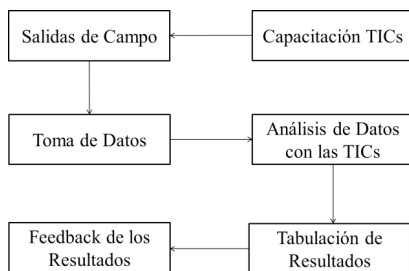 Salidas de Campo
Capacitación TICs
Toma de Datos
Análisis de Datos
con las TICs
Feedback de los
Resultados
Tabulación de
Resultados